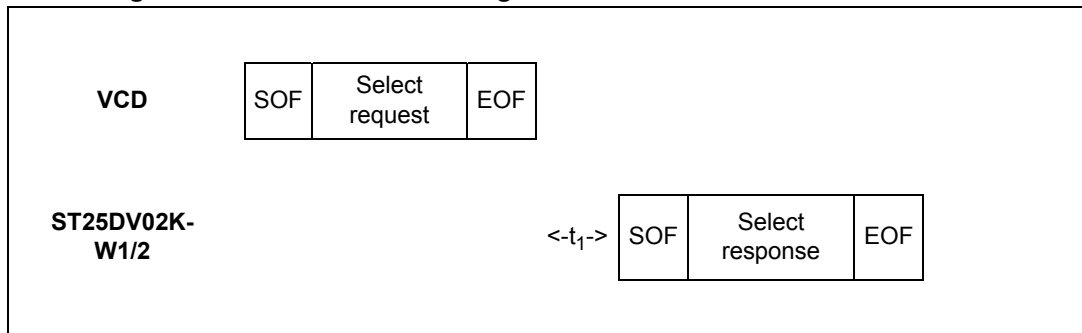 VCD
SOF
Select
request
EOF
ST25DV02K-
W1/2
<-t1->
SOF
Select
response
EOF